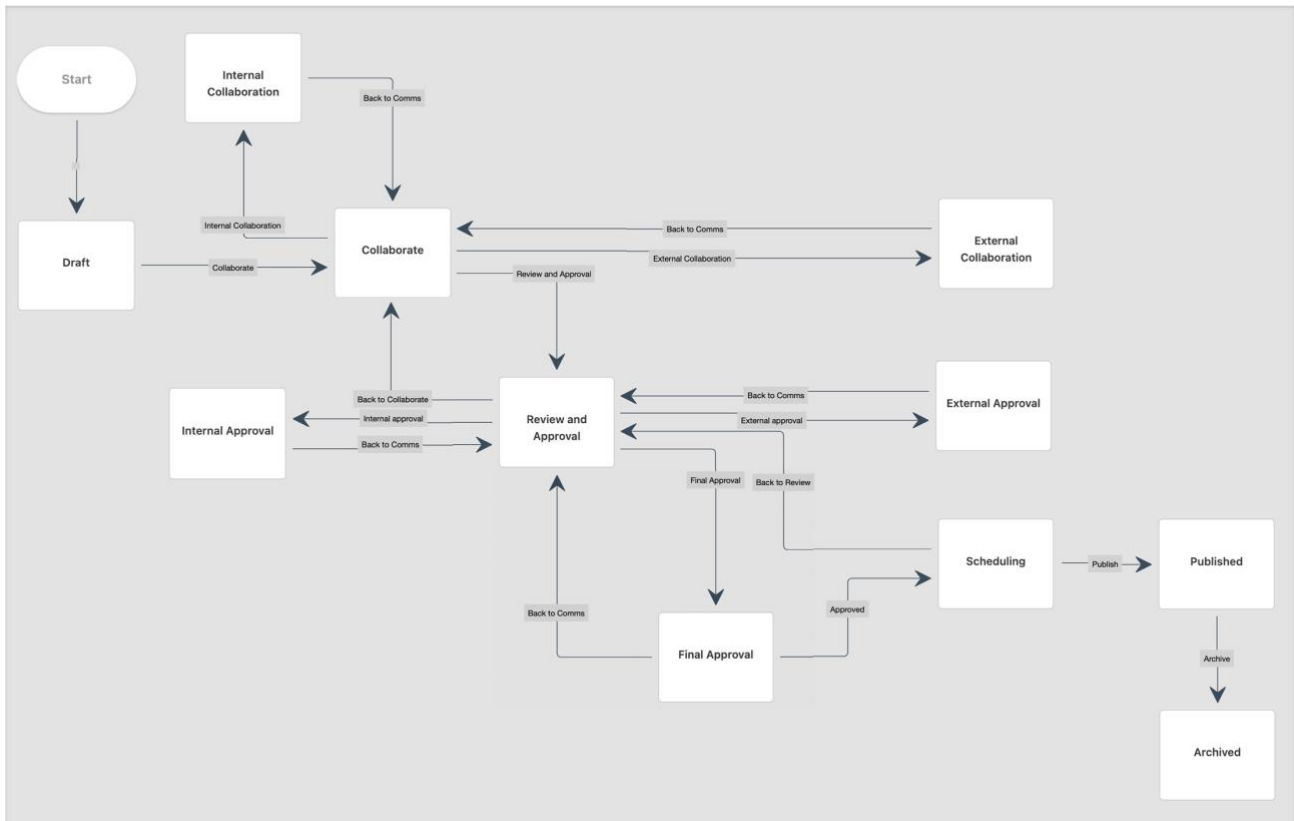 Start
Internal
Collaboration
Back to Comms
Internal Collaboration
Draft
Collaborate
Collaborate
Back to Comms
External Collaboration
External
Collaboration
Review and Approval
Back to Collaborate
Internal approval
Back to Comms
Internal Approval
Review and
Approval
Back to Comms
External approval
External Approval
Final Approval
Back to Review
Scheduling
Publish
Published
Back to Comms
Approved
Final Approval
Archive
Archived